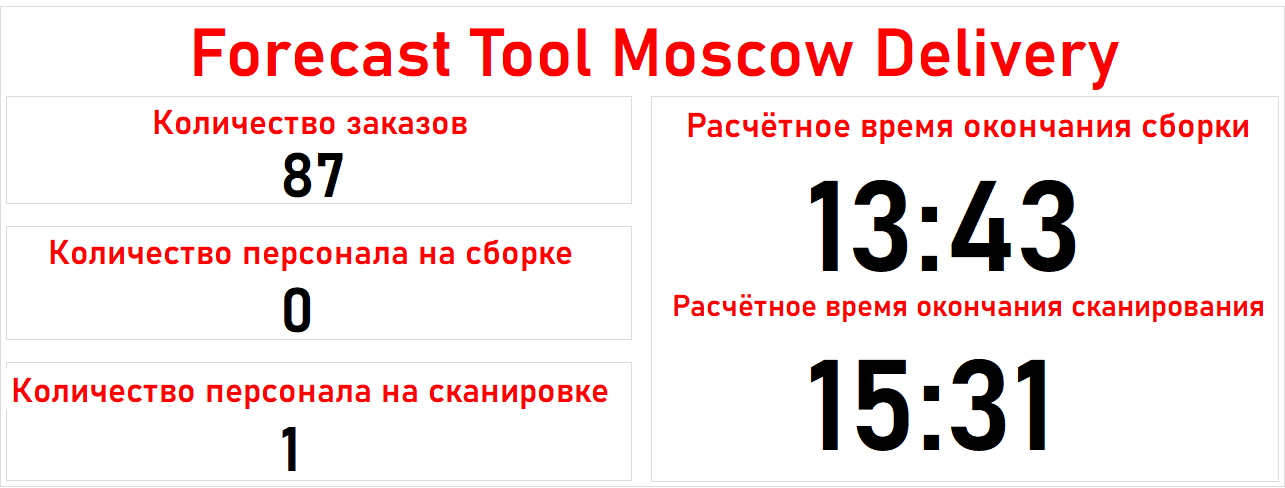 Forecast Tool Moscow Delivery
Количество заказов
87
Количество персонала на сборке
0
Количество персонала на сканировке
1
Расчётное время окончания сборки
13:43
Расчётное время окончания сканирования
15:31